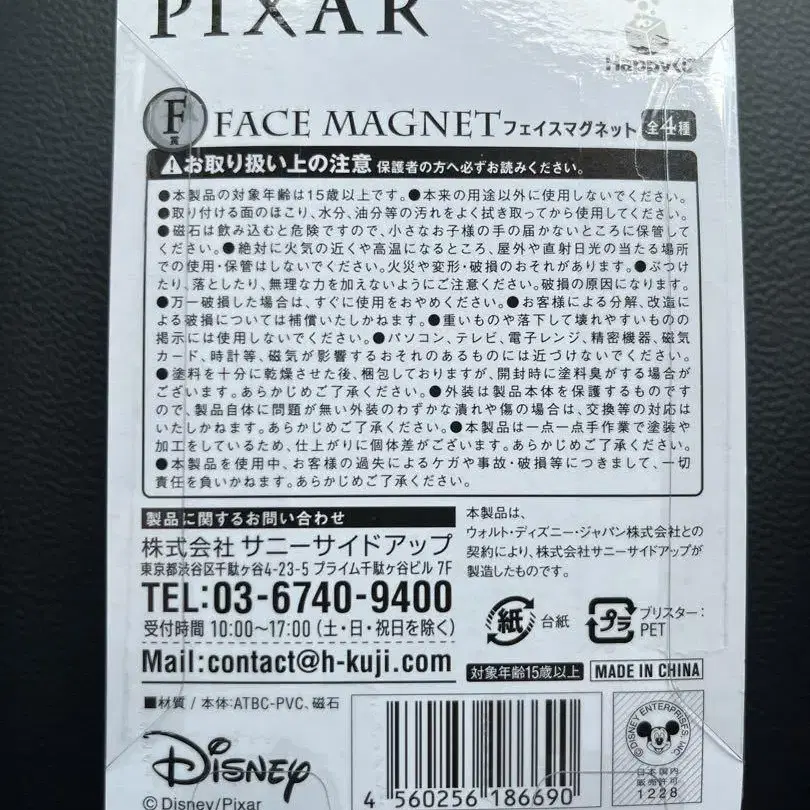 PIXAR
Happyくじ
F賞 FACE MAGNET フェイスマグネット 全4種
お取り扱い上の注意 保護者の方へ必ずお読みください。
●本製品の対象年齢は15歳以上です。●本来の用途以外に使用しないでください。
●取り付ける面のほこり、水分、油分等の汚れをよく拭き取ってから使用してください。
●磁石は飲み込むと危険ですので、小さなお子様の手の届かないところに保管して
ください。●絶対に火気の近くや高温になるところ、屋外や直射日光の当たる場所
での使用・保管はしないでください。火災や変形・破損のおそれがあります。●ぶつけ
たり、落としたり、無理な力を加えないようにご注意ください。破損の原因になります。
●万一破損した場合は、すぐに使用をおやめください。●お客様による分解、改造に
よる破損については補償いたしかねます。●重いものや落下して壊れやすいものの
掲示には使用しないでください。●パソコン、テレビ、電子レンジ、精密機器、磁気
カード、時計等、磁気が影響するおそれのあるものには近づけないでください。
●塗料を十分に乾燥させた後、梱包しておりますが、開封時に塗料臭がする場合が
ございます。あらかじめご了承ください。●外装は製品本体を保護するものです
ので、製品自体に問題が無い外装のわずかな潰れや傷の場合は、交換等の対応は
いたしかねます。あらかじめご了承ください。●本製品は一点一点手作業で塗装や
加工をしているため、仕上がりに個体差がございます。あらかじめご了承ください。
●本製品を使用中、お客様の過失によるケガや事故・破損等につきまして、一切
責任を負いかねます。あらかじめご了承ください。
製品に関するお問い合わせ
株式会社 サニーサイドアップ
東京都渋谷区千駄ヶ谷4-23-5 プライム千駄ヶ谷ビル 7F
TEL:03-6740-9400
受付時間 10:00〜17:00 (土・日・祝日を除く)
Mail:contact@h-kuji.com
本製品は、
ウォルト・ディズニー・ジャパン株式会社との
契約により、株式会社サニーサイドアップが
製造したものです。
紙 台紙
プラ ブリスター:
PET
対象年齢15歳以上 MADE IN CHINA
■材質 / 本体:ATBC-PVC、磁石
Disney
© Disney/Pixar
4 560256 186690
©DISNEY ENTERPRISES, INC.
日本国内
販売許可
1228